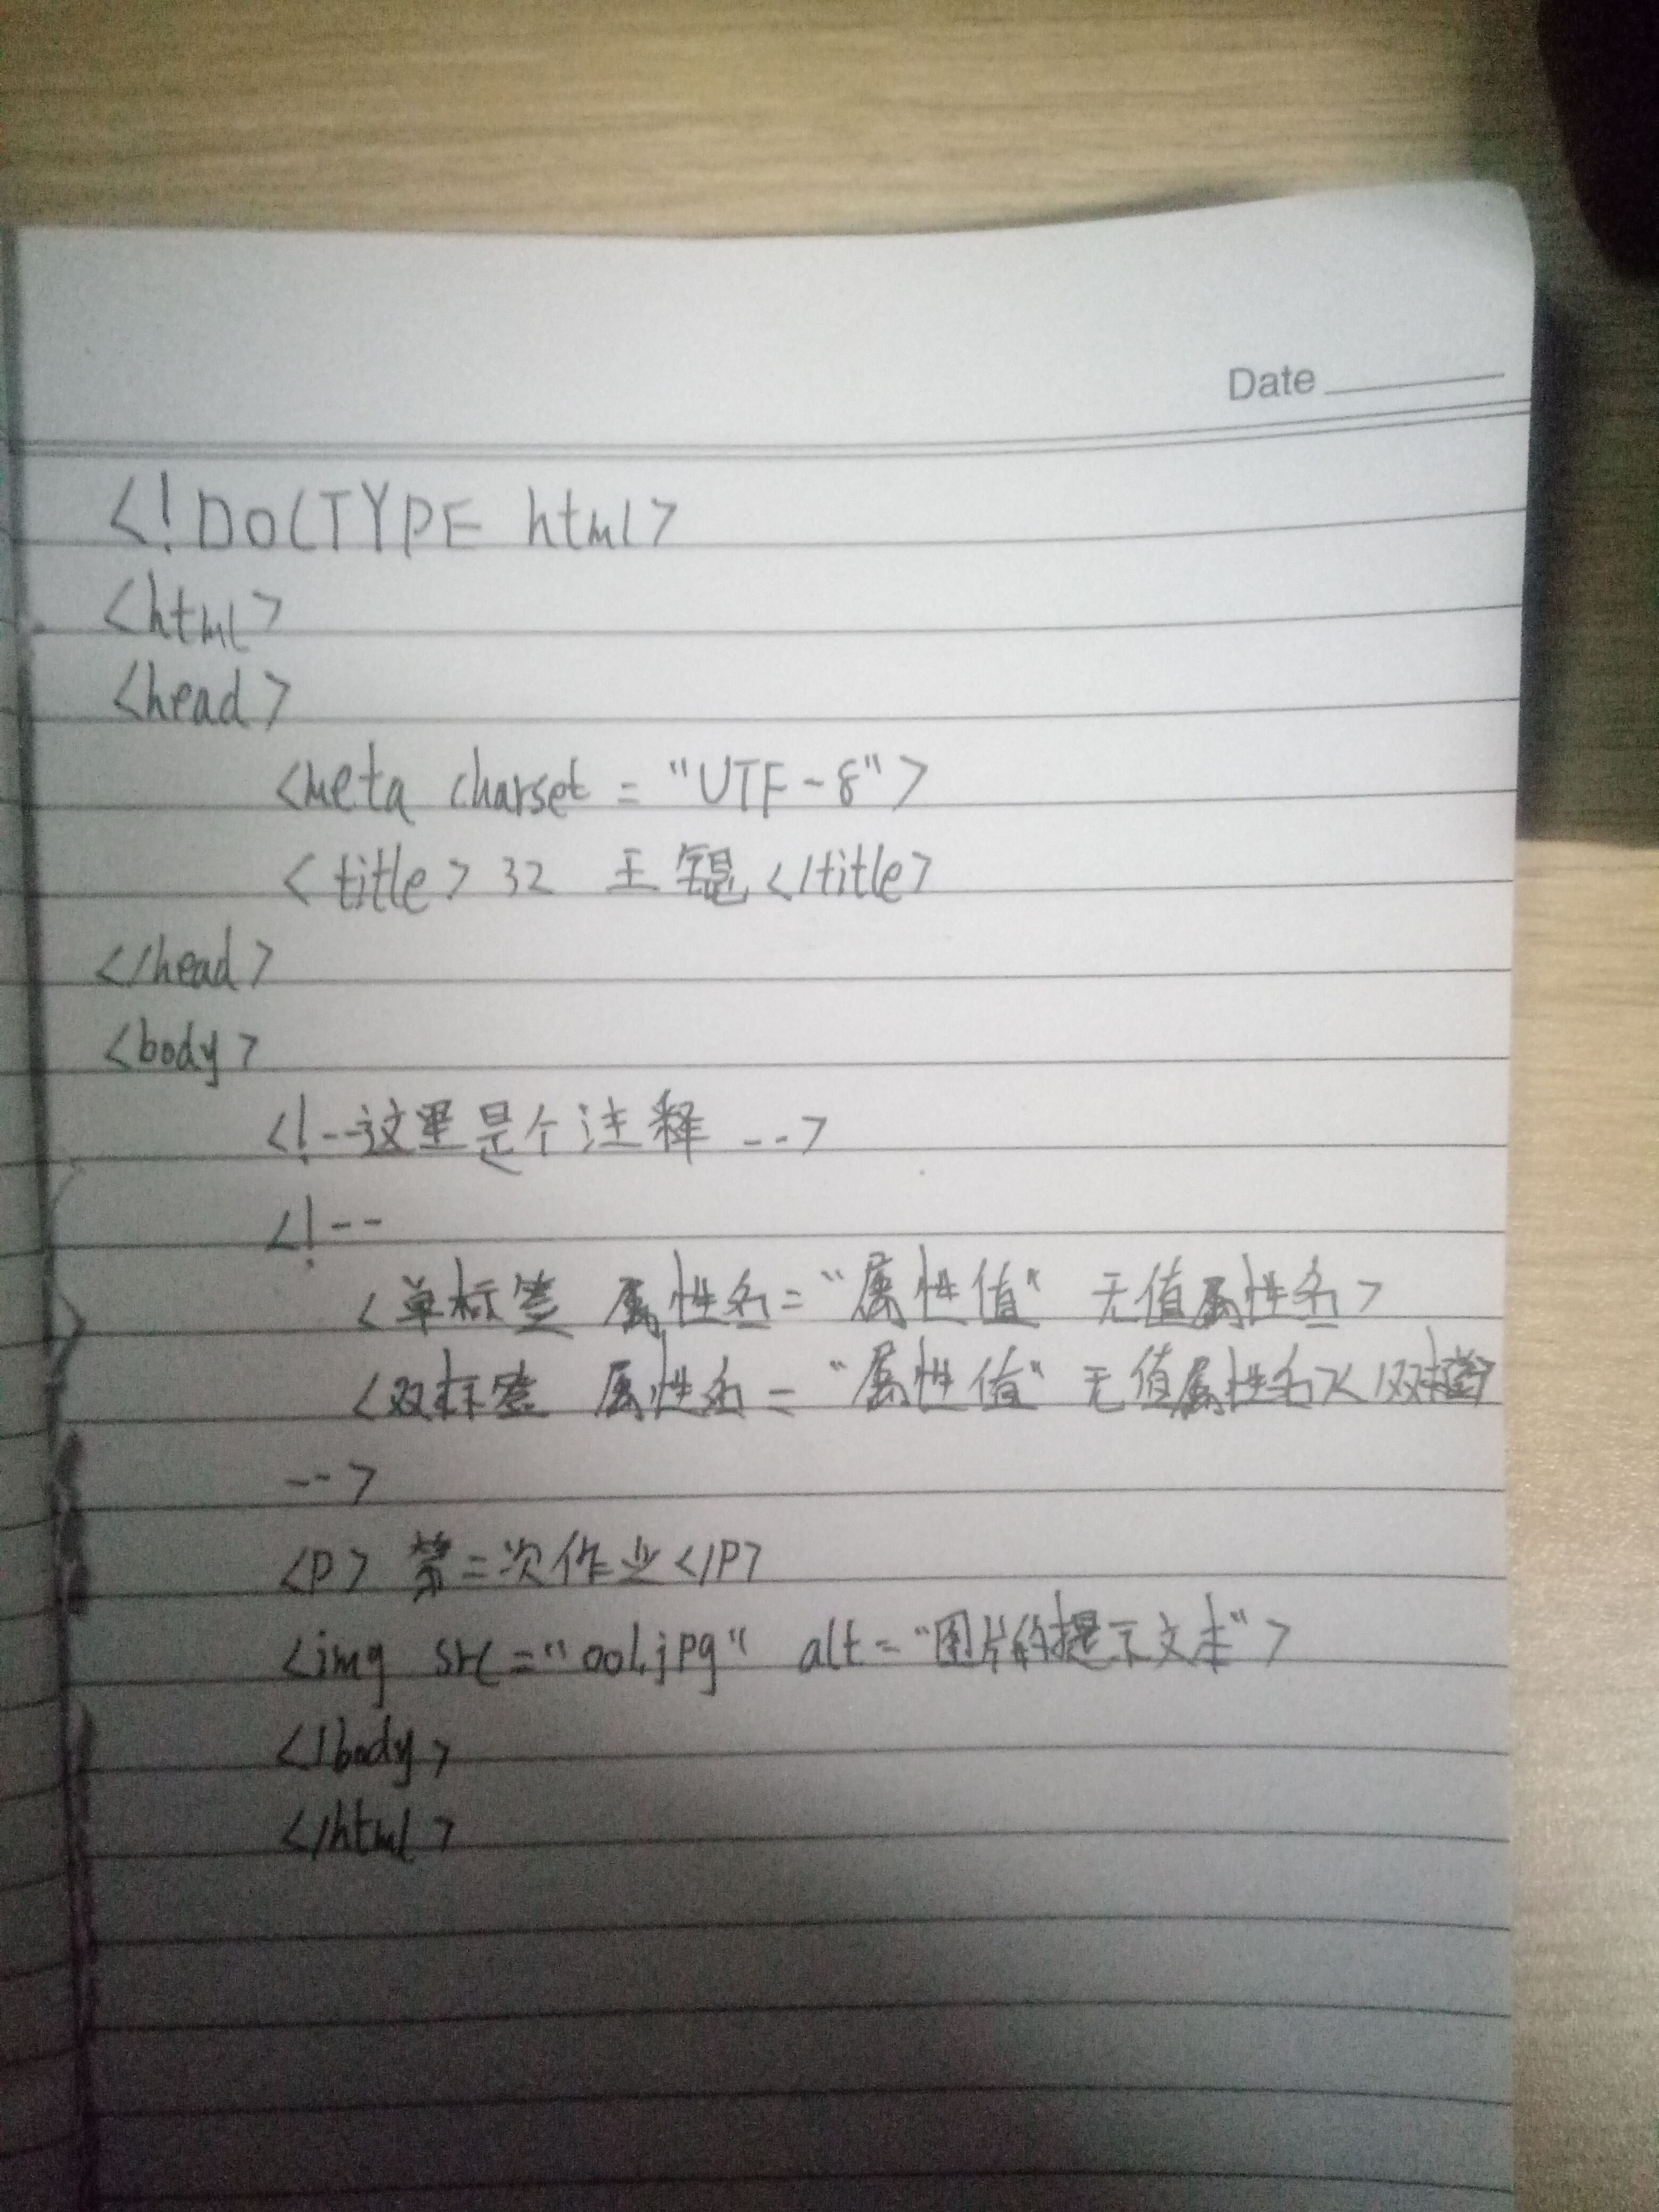 Date
<!DOCTYPE html>
<html>
<head>
<meta charset = "UTF-8">
<title> 32 王锟 </title>
</head>
<body>
<!--这里是个注释 -->
<!--
<单标签 属性名="属性值" 无值属性名>
<双标签 属性名="属性值" 无值属性名></双标签>
-->
<P> 第二次作业</P>
<img src="001.jpg" alt="图片的提示文本">
</body>
</html>